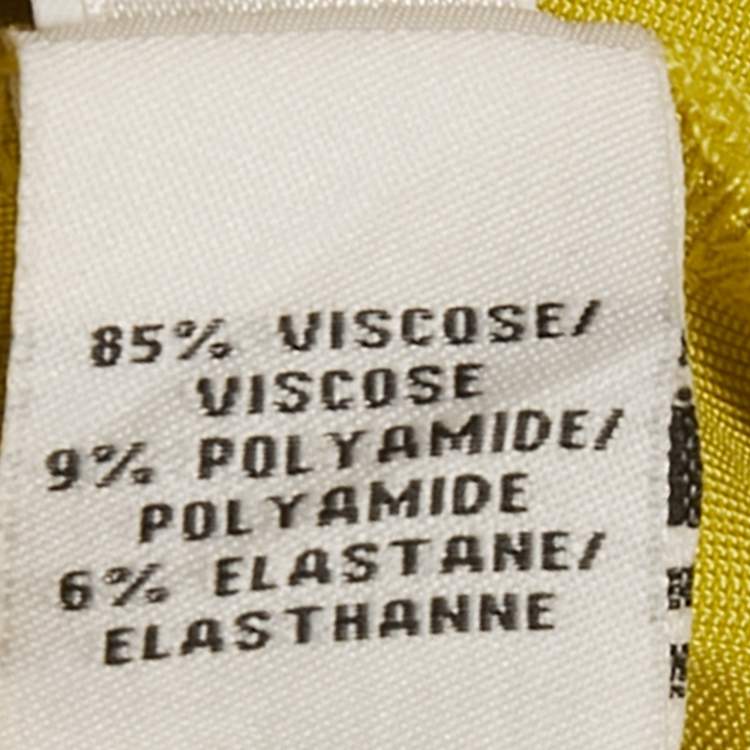 85% VISCOSE/
VISCOSE
9% POLYAMIDE/
POLYAMIDE
6% ELASTANE/
ELASTHANNE